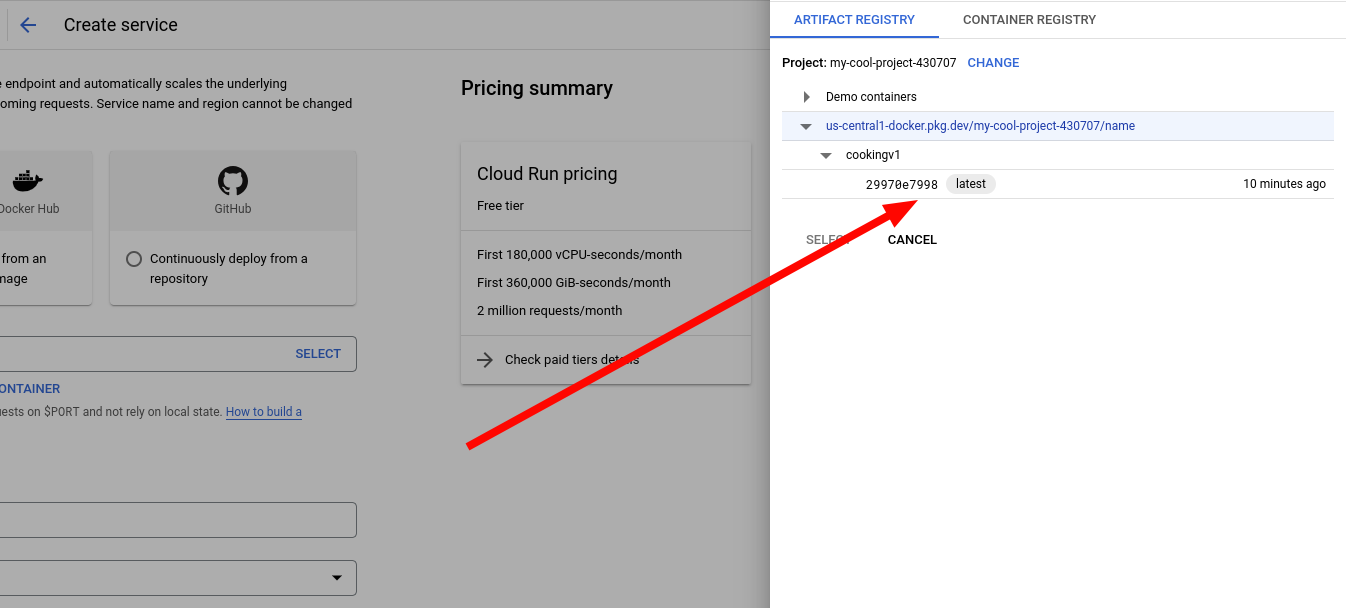 Create service
e endpoint and automatically scales the underlying
oming requests. Service name and region cannot be changed
Docker Hub
from an
mage
GitHub
Continuously deploy from a
repository
SELECT
ONTAINER
ests on $PORT and not rely on local state. How to build a
Pricing summary
Cloud Run pricing
Free tier
First 180,000 vCPU-seconds/month
First 360,000 GiB-seconds/month
2 million requests/month
Check paid tiers details
ARTIFACT REGISTRY CONTAINER REGISTRY
Project: my-cool-project-430707 CHANGE
Demo containers
us-central1-docker.pkg.dev/my-cool-project-430707/name
cookingv1
29970e7998 latest 10 minutes ago
SELECT CANCEL